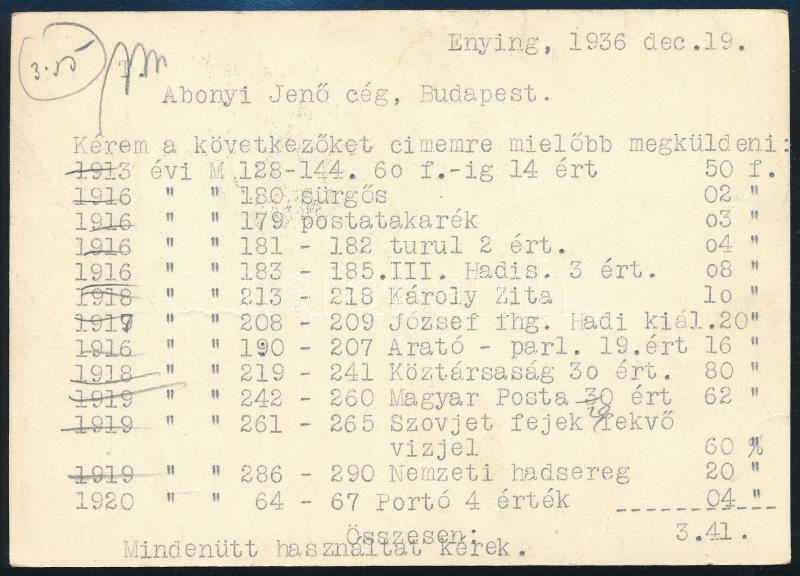 3.55
Enying, 1936 dec.19.
Abonyi Jenő cég, Budapest.
Kérem a következőket cimemre mielőbb megküldeni:
1913 évi M 128-144. 6o f.-ig 14 ért 50 f.
1916 " " 180 sürgős 02 "
1916 " " 179 postatakarék o3 "
1916 " " 181 - 182 turul 2 ért. o4 "
1916 " " 183 - 185.III. Hadis. 3 ért. o8 "
1918 " " 213 - 218 Károly Zita lo "
1917 " " 208 - 209 József fhg. Hadi kiál.20"
1916 " " 190 - 207 Arató - parl. 19.ért 16 "
1918 " " 219 - 241 Köztársaság 3o ért. 80 "
1919 " " 242 - 260 Magyar Posta 30 ért 62 "
19
1919 " " 261 - 265 Szovjet fejek fekvő
vizjel 60 %
1919 " " 286 - 290 Nemzeti hadsereg 20 "
1920 " " 64 - 67 Portó 4 érték 04 "
Összesen: 3.41.
Mindenütt használtat kérek.